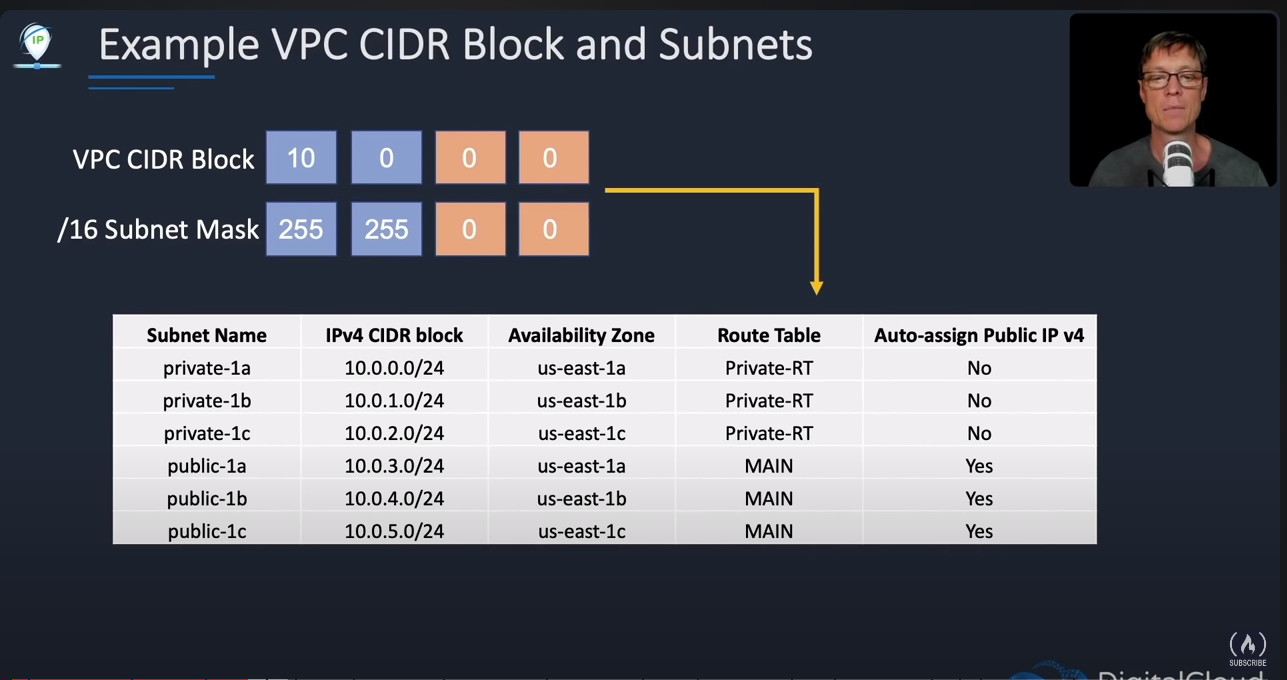 IP
Example VPC CIDR Block and Subnets
VPC CIDR Block 10 0 0 0
/16 Subnet Mask 255 255 0 0
Subnet Name IPv4 CIDR block Availability Zone Route Table Auto-assign Public IP v4
private-1a 10.0.0.0/24 us-east-1a Private-RT No
private-1b 10.0.1.0/24 us-east-1b Private-RT No
private-1c 10.0.2.0/24 us-east-1c Private-RT No
public-1a 10.0.3.0/24 us-east-1a MAIN Yes
public-1b 10.0.4.0/24 us-east-1b MAIN Yes
public-1c 10.0.5.0/24 us-east-1c MAIN Yes
SUBSCRIBE
DigitalCloud